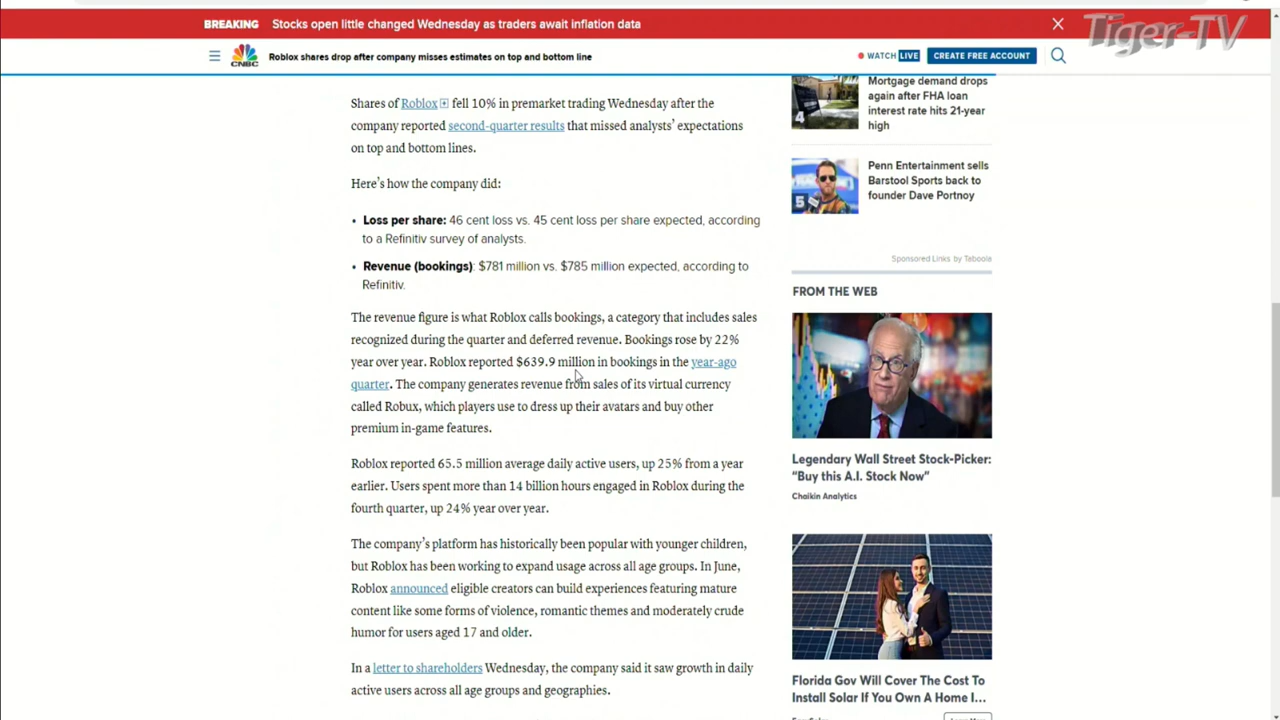 BREAKING Stocks open little changed Wednesday as traders await inflation data
Tiger-TV
CNBC
Roblox shares drop after company misses estimates on top and bottom line
WATCH LIVE
CREATE FREE ACCOUNT
Shares of Roblox fell 10% in premarket trading Wednesday after the
company reported second-quarter results that missed analysts' expectations
on top and bottom lines.
Here's how the company did:
• Loss per share: 46 cent loss vs. 45 cent loss per share expected, according
to a Refinitiv survey of analysts.
• Revenue (bookings): $781 million vs. $785 million expected, according to
Refinitiv.
The revenue figure is what Roblox calls bookings, a category that includes sales
recognized during the quarter and deferred revenue. Bookings rose by 22%
year over year. Roblox reported $639.9 million in bookings in the year-ago
quarter. The company generates revenue from sales of its virtual currency
called Robux, which players use to dress up their avatars and buy other
premium in-game features.
Roblox reported 65.5 million average daily active users, up 25% from a year
earlier. Users spent more than 14 billion hours engaged in Roblox during the
fourth quarter, up 24% year over year.
The company's platform has historically been popular with younger children,
but Roblox has been working to expand usage across all age groups. In June,
Roblox announced eligible creators can build experiences featuring mature
content like some forms of violence, romantic themes and moderately crude
humor for users aged 17 and older.
In a letter to shareholders Wednesday, the company said it saw growth in daily
active users across all age groups and geographies.
4
Mortgage demand drops
again after FHA loan
interest rate hits 21-year
high
5
Penn Entertainment sells
Barstool Sports back to
founder Dave Portnoy
Sponsored Links by Taboola
FROM THE WEB
Legendary Wall Street Stock-Picker:
"Buy this A.I. Stock Now"
Chaikin Analytics
Florida Gov Will Cover The Cost To
Install Solar If You Own A Home I...